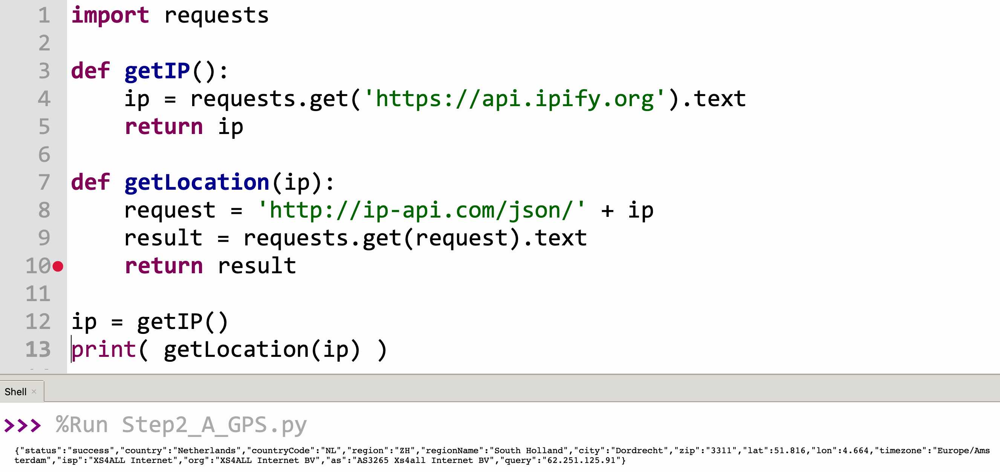 1 import requests
2
3 def getIP():
4     ip = requests.get('https://api.ipify.org').text
5     return ip
6
7 def getLocation(ip):
8     request = 'http://ip-api.com/json/' + ip
9     result = requests.get(request).text
10     return result
11
12 ip = getIP()
13 print( getLocation(ip) )
Shell ×
>>> %Run Step2_A_GPS.py
{"status":"success","country":"Netherlands","countryCode":"NL","region":"ZH","regionName":"South Holland","city":"Dordrecht","zip":"3311","lat":51.816,"lon":4.664,"timezone":"Europe/Ams
terdam","isp":"XS4ALL Internet","org":"XS4ALL Internet BV","as":"AS3265 Xs4all Internet BV","query":"62.251.125.91"}